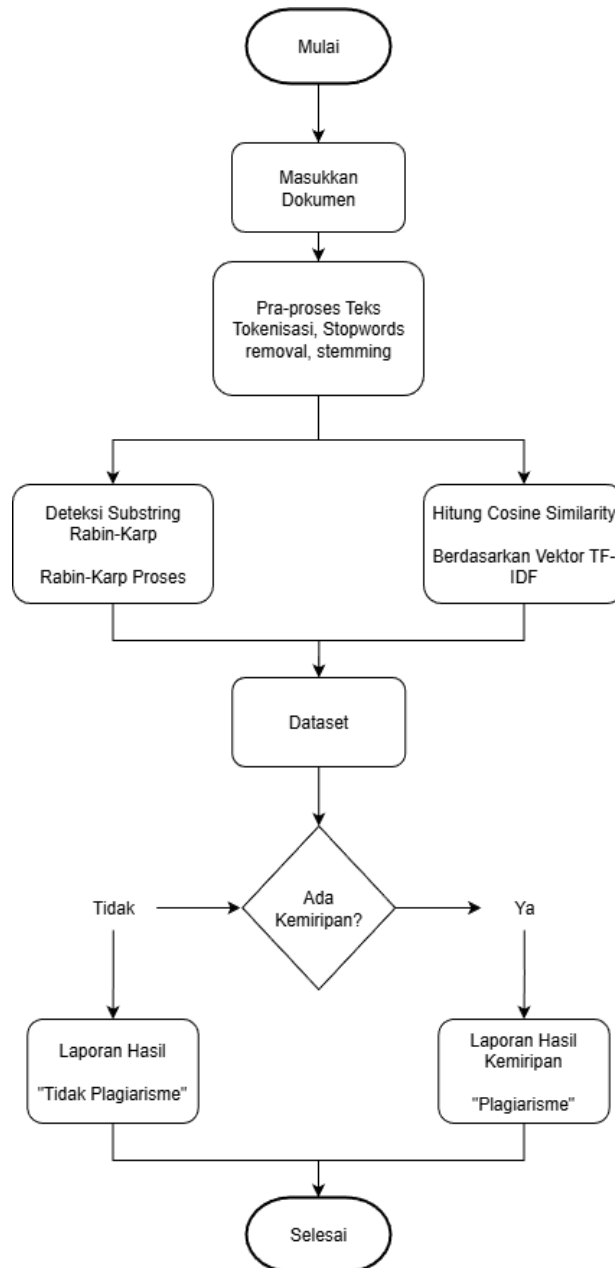 Mulai
Masukkan
Dokumen
Pra-proses Teks
Tokenisasi, Stopwords
removal, stemming
Deteksi Substring
Rabin-Karp
Rabin-Karp Proses
Hitung Cosine Similarity
Berdasarkan Vektor TF-
IDF
Dataset
Ada
Kemiripan?
Tidak
Ya
Laporan Hasil
"Tidak Plagiarisme"
Laporan Hasil
Kemiripan
"Plagiarisme"
Selesai